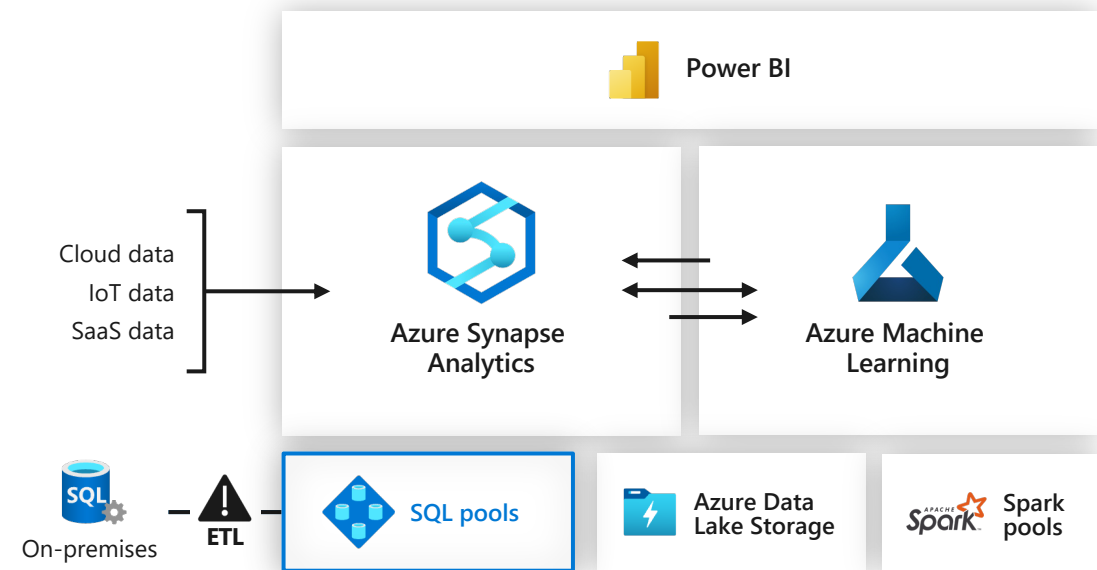 Power BI
Cloud data
IoT data
SaaS data
Azure Synapse
Analytics
Azure Machine
Learning
SQL
On-premises
ETL
SQL pools
Azure Data
Lake Storage
APACHE
Spark
Spark
pools